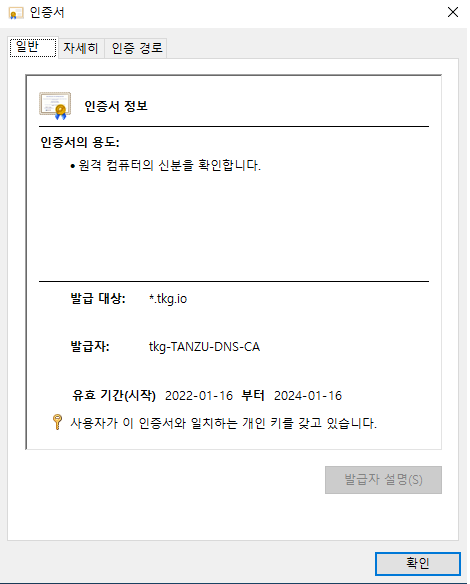 인증서
일반 자세히 인증 경로
인증서 정보
인증서의 용도:
• 원격 컴퓨터의 신분을 확인합니다.
발급 대상: *.tkg.io
발급자: tkg-TANZU-DNS-CA
유효 기간(시작) 2022-01-16 부터 2024-01-16
사용자가 이 인증서와 일치하는 개인 키를 갖고 있습니다.
발급자 설명(S)
확인